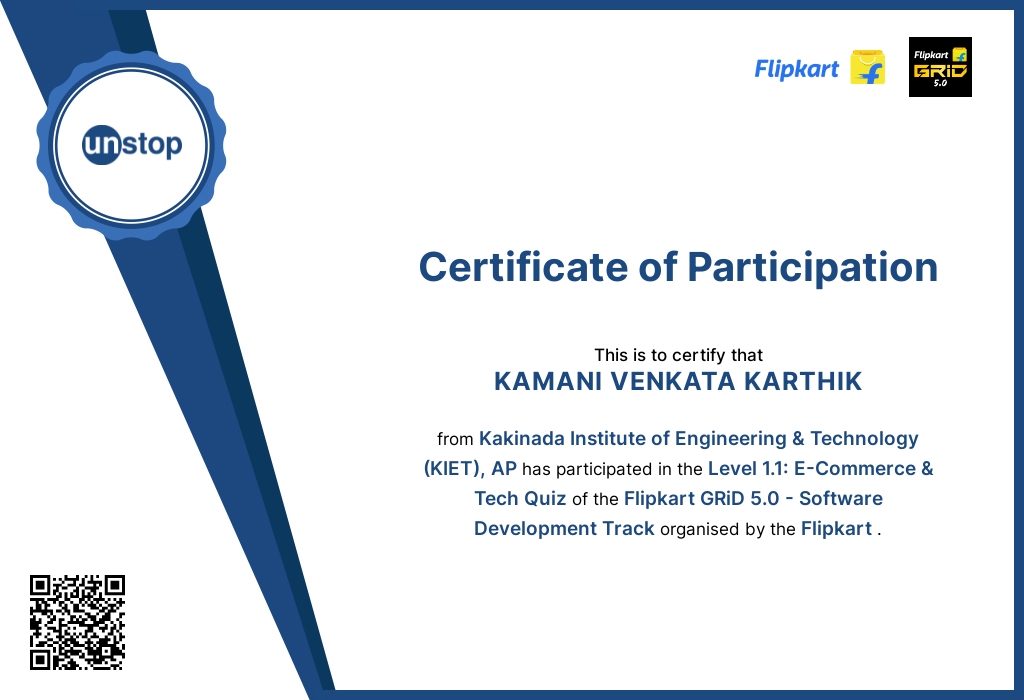 unstop
Flipkart
Flipkart
GRiD
5.0
Certificate of Participation
This is to certify that
KAMANI VENKATA KARTHIK
from Kakinada Institute of Engineering & Technology
(KIET), AP has participated in the Level 1.1: E-Commerce &
Tech Quiz of the Flipkart GRiD 5.0 - Software
Development Track organised by the Flipkart .